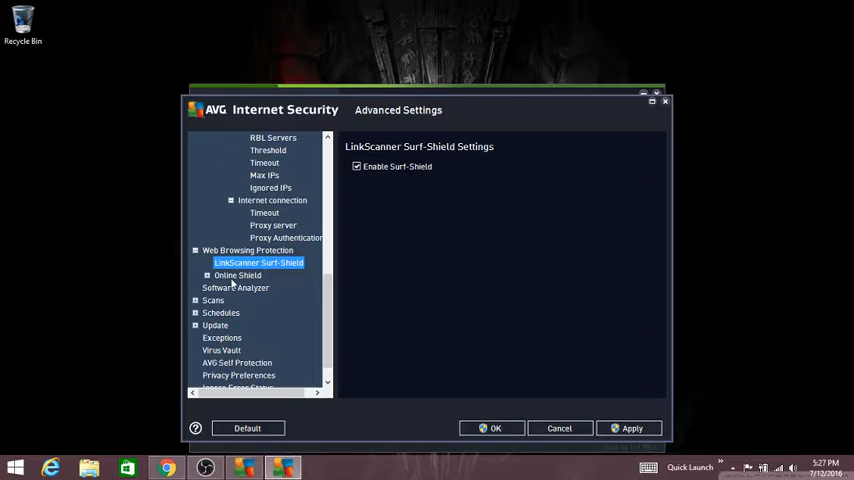 Recycle Bin
AVG Internet Security Advanced Settings
RBL Servers
Threshold
Timeout
Max IPs
Ignored IPs
Internet connection
Timeout
Proxy server
Proxy Authentication
Web Browsing Protection
LinkScanner Surf-Shield
Online Shield
Software Analyzer
Scans
Schedules
Update
Exceptions
Virus Vault
AVG Self Protection
Privacy Preferences
Ignore Error Status
LinkScanner Surf-Shield Settings
Enable Surf-Shield
Default
OK
Cancel
Apply
Quick Launch
5:27 PM
7/12/2016